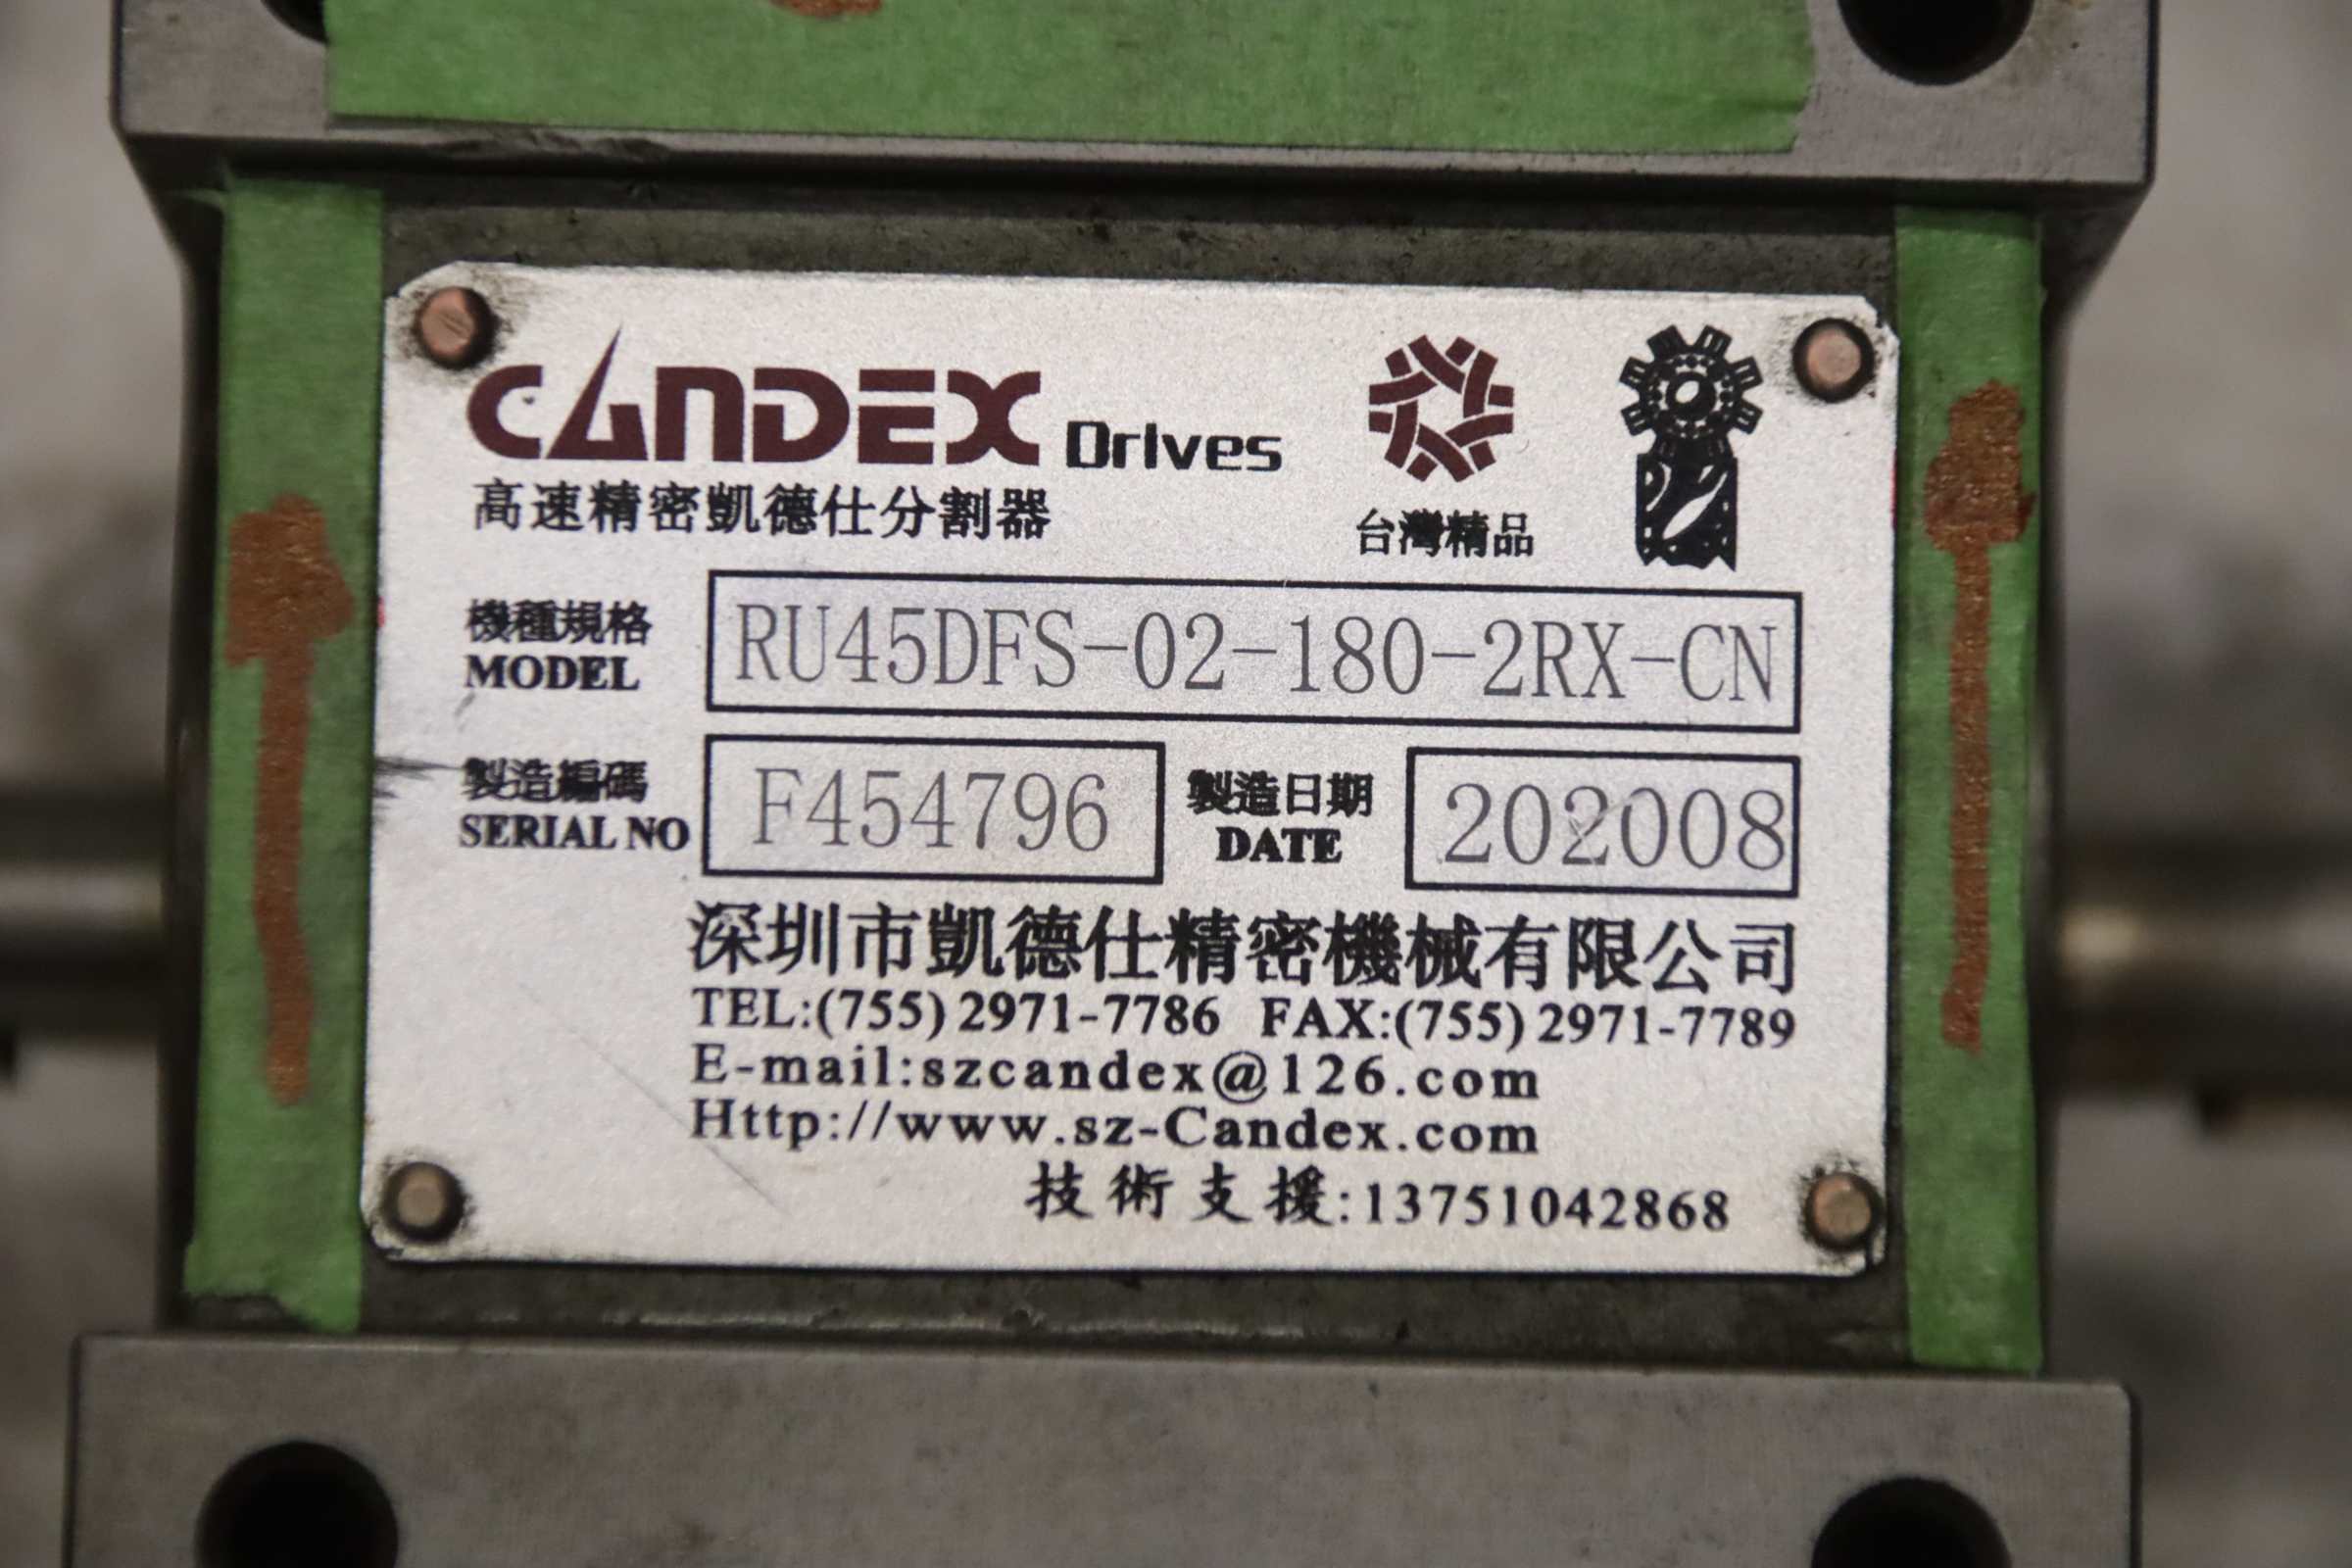 CANDEX Drives
高速精密凱德仕分割器
台灣精品
機種規格
MODEL
RU45DFS-02-180-2RX-CN
製造編碼
SERIAL NO
F454796
製造日期
DATE
202008
深圳市凱德仕精密機械有限公司
TEL:(755)2971-7786 FAX:(755)2971-7789
E-mail:szcandex@126.com
Http://www.sz-Candex.com
技術支援:13751042868